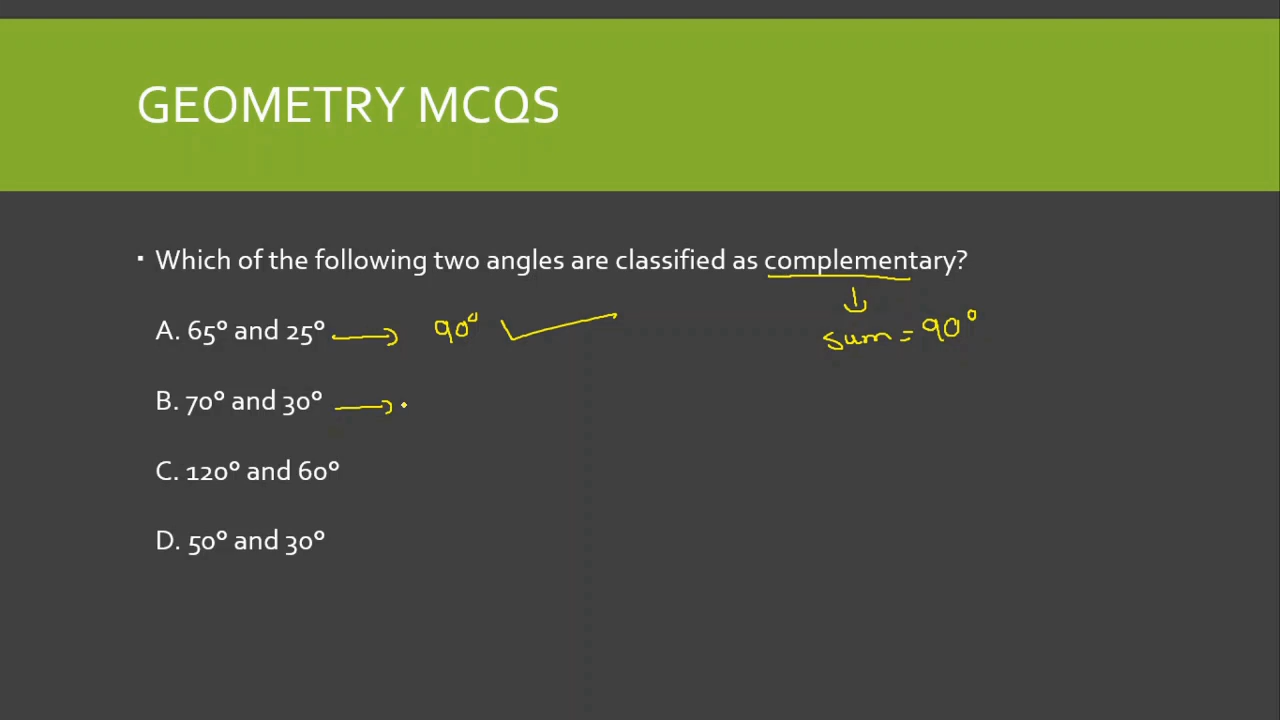 GEOMETRY MCQS
▪ Which of the following two angles are classified as complementary?
A. 65° and 25° → 90° ✓
sum = 90°
B. 70° and 30° →
C. 120° and 60°
D. 50° and 30°